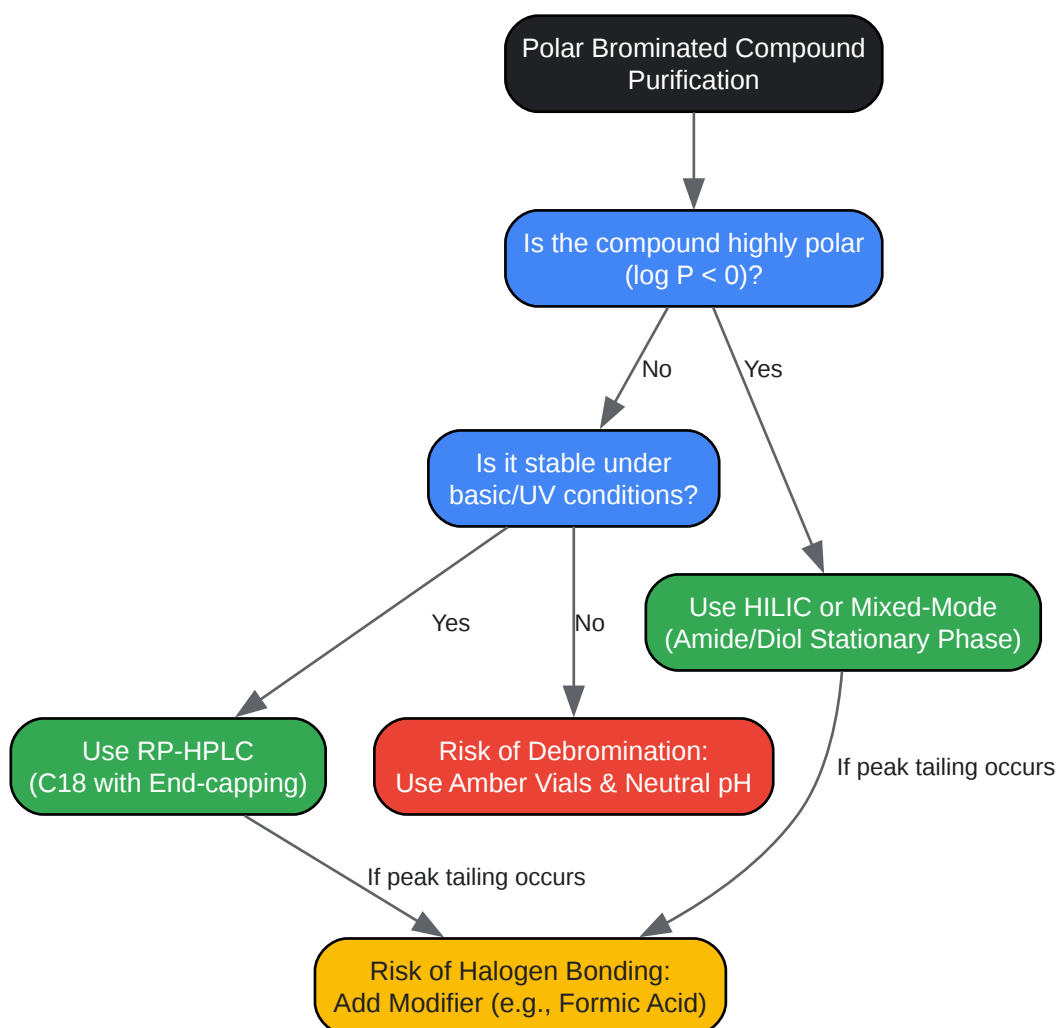 Polar Brominated Compound
Purification
Is the compound highly polar
(log P < 0)?
No
Yes
Is it stable under
basic/UV conditions?
Use HILIC or Mixed-Mode
(Amide/Diol Stationary Phase)
Yes
No
Use RP-HPLC
(C18 with End-capping)
Risk of Debromination:
Use Amber Vials & Neutral pH
If peak tailing occurs
If peak tailing occurs
Risk of Halogen Bonding:
Add Modifier (e.g., Formic Acid)